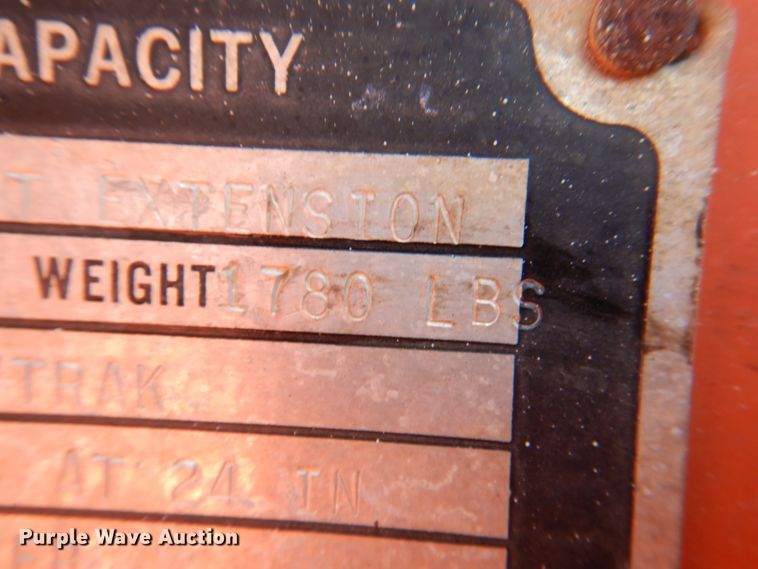 APACITY
T EXTENSION
WEIGHT 1780 LBS
TRAK
AT 24 IN
Purple Wave Auction